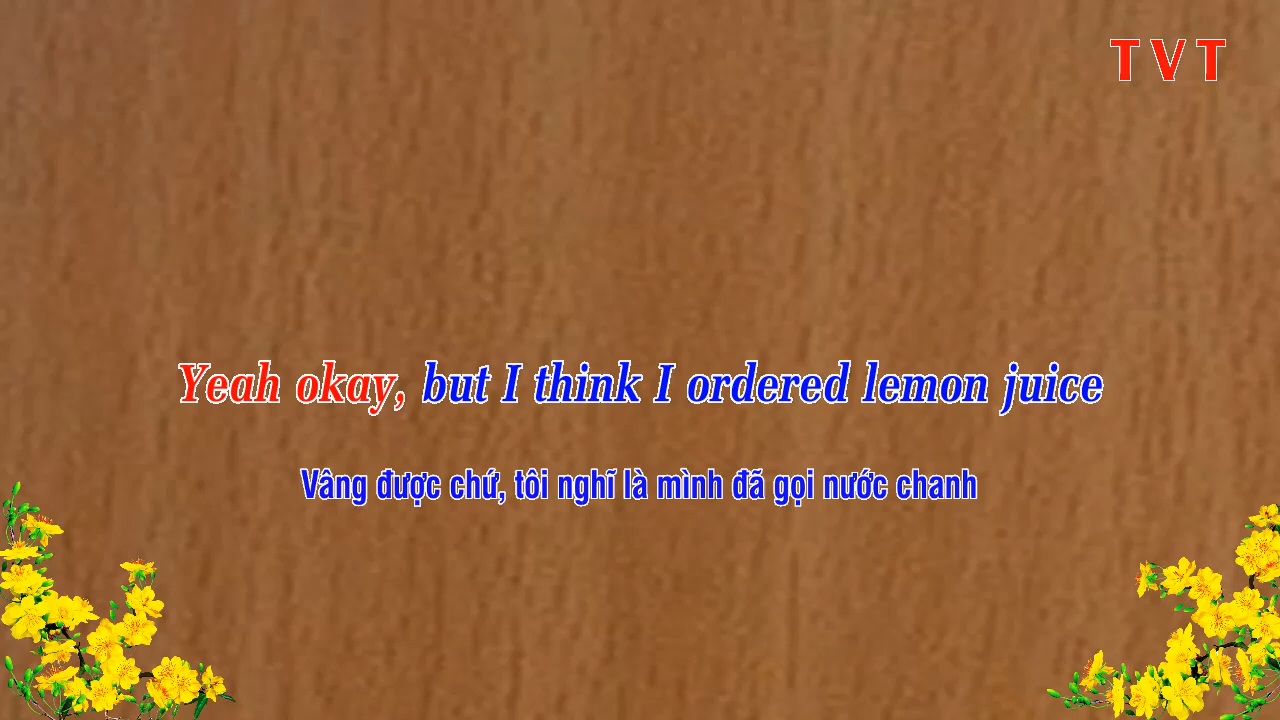 T V T
Yeah okay, but I think I ordered lemon juice
Vâng được chứ, tôi nghĩ là mình đã gọi nước chanh